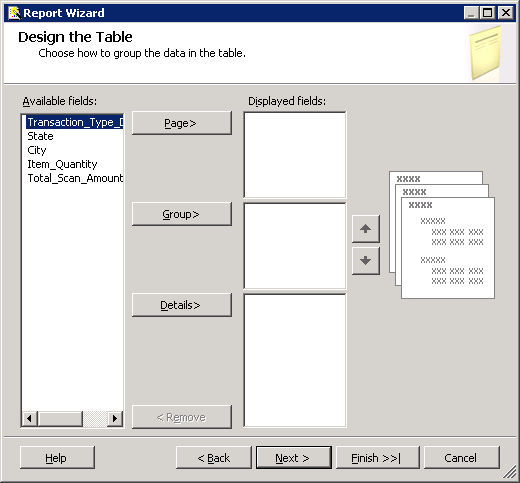 Report Wizard
Design the Table
Choose how to group the data in the table.
Available fields:
Displayed fields:
Transaction_Type_D
State
City
Item_Quantity
Total_Scan_Amount
Page>
Group>
Details>
< Remove
xxxx
xxxx
xxxx
xxxxx
xxx xxx xxx
xxx xxx xxx
xxxxx
xxx xxx xxx
xxx xxx xxx
Help
< Back
Next >
Finish >>|
Cancel